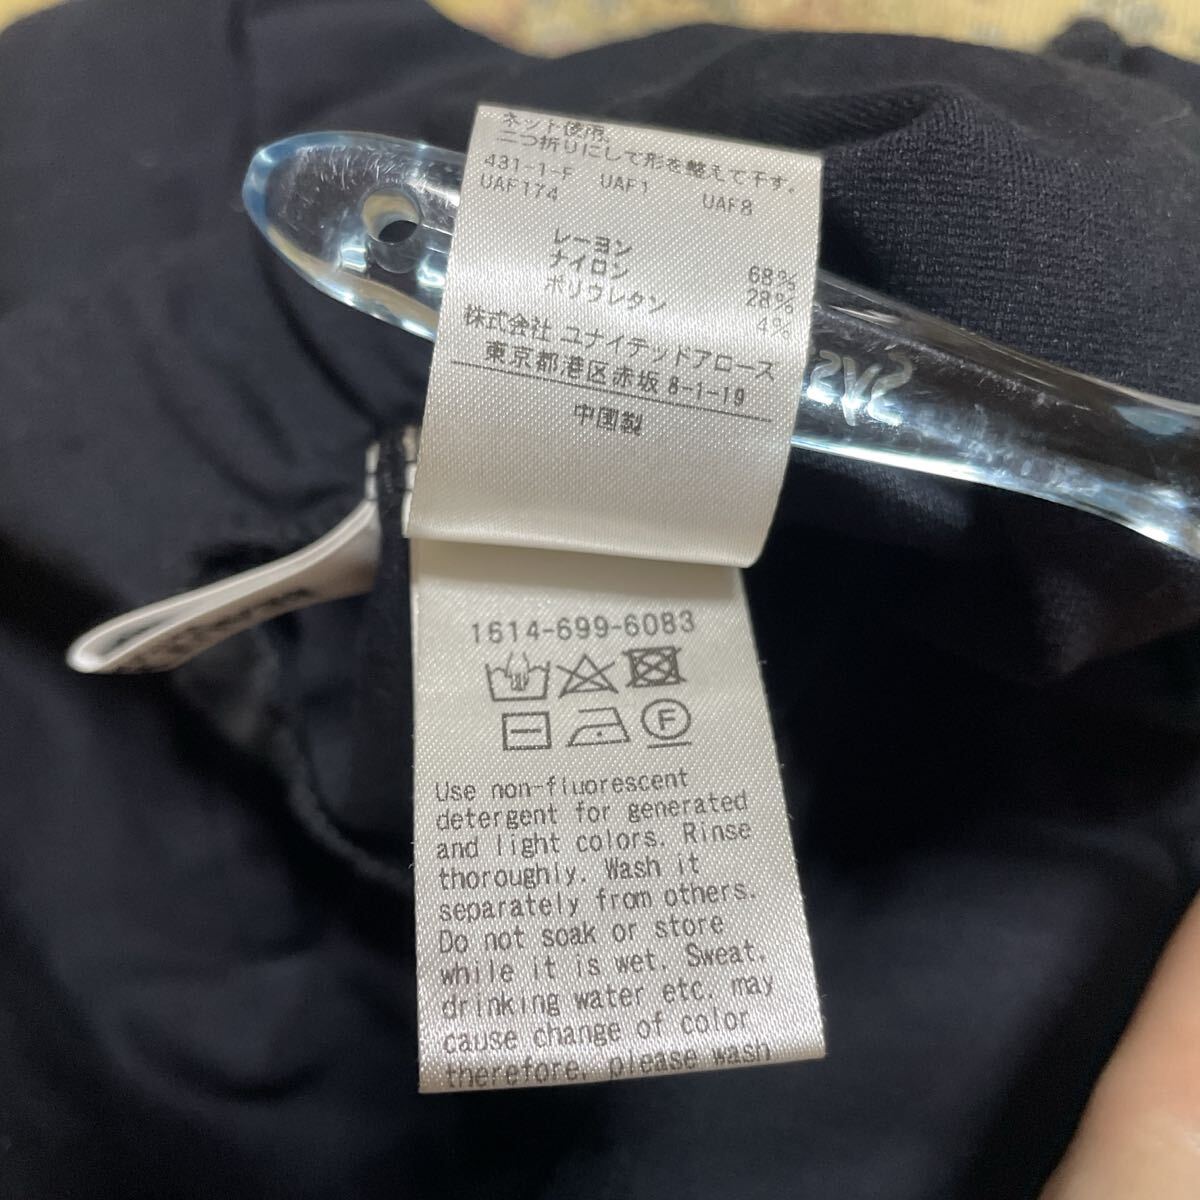 ネット使用。
二つ折りにして形を整えて干す。
431-1-F UAF1 UAF8
UAF174
レーヨン 68%
ナイロン 28%
ポリウレタン 4%
株式会社 ユナイテッドアローズ
東京都港区赤坂 8-1-19
中国製
1614-699-6083
F
Use non-fluorescent
detergent for generated
and light colors. Rinse
thoroughly. Wash it
separately from others.
Do not soak or store
while it is wet. Sweat,
drinking water etc. may
cause change of color
therefore, please wash